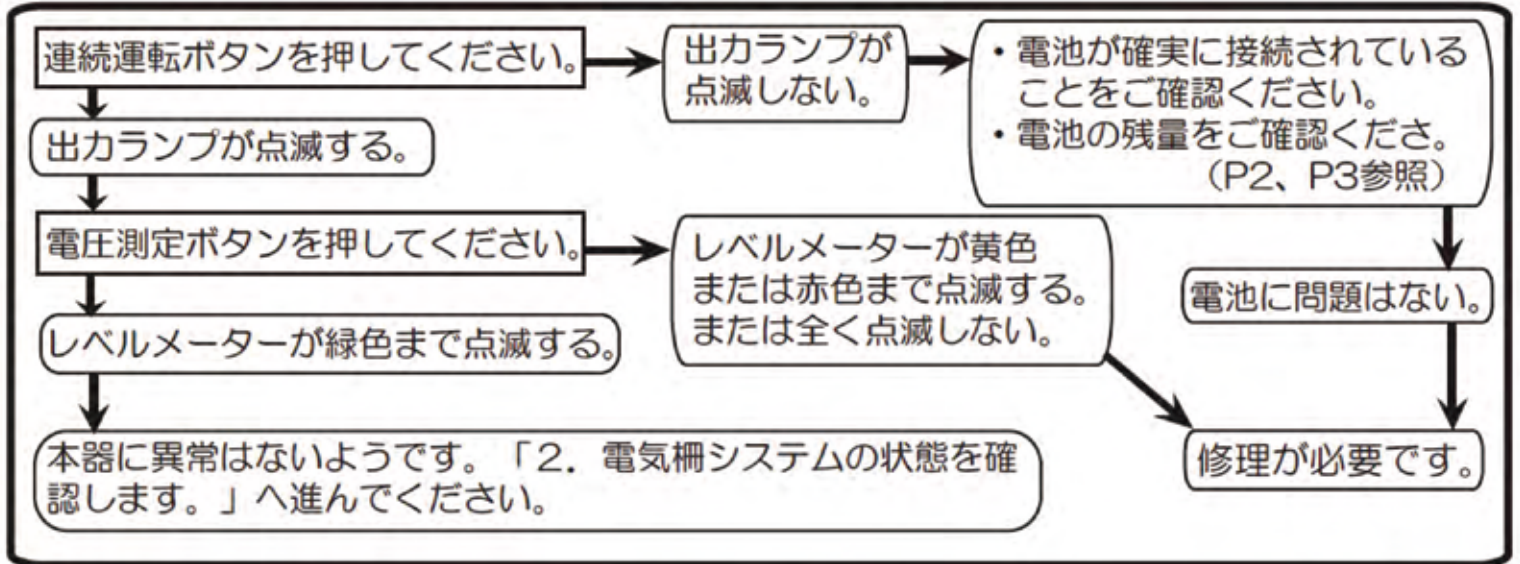 連続運転ボタンを押してください。
出力ランプが
点滅しない。
・電池が確実に接続されている
ことをご確認ください。
・電池の残量をご確認くださ。
（P2、P3参照）
出力ランプが点滅する。
電圧測定ボタンを押してください。
レベルメーターが黄色
または赤色まで点滅する。
または全く点滅しない。
電池に問題はない。
レベルメーターが緑色まで点滅する。
本器に異常はないようです。「2．電気柵システムの状態を確
認します。」へ進んでください。
修理が必要です。